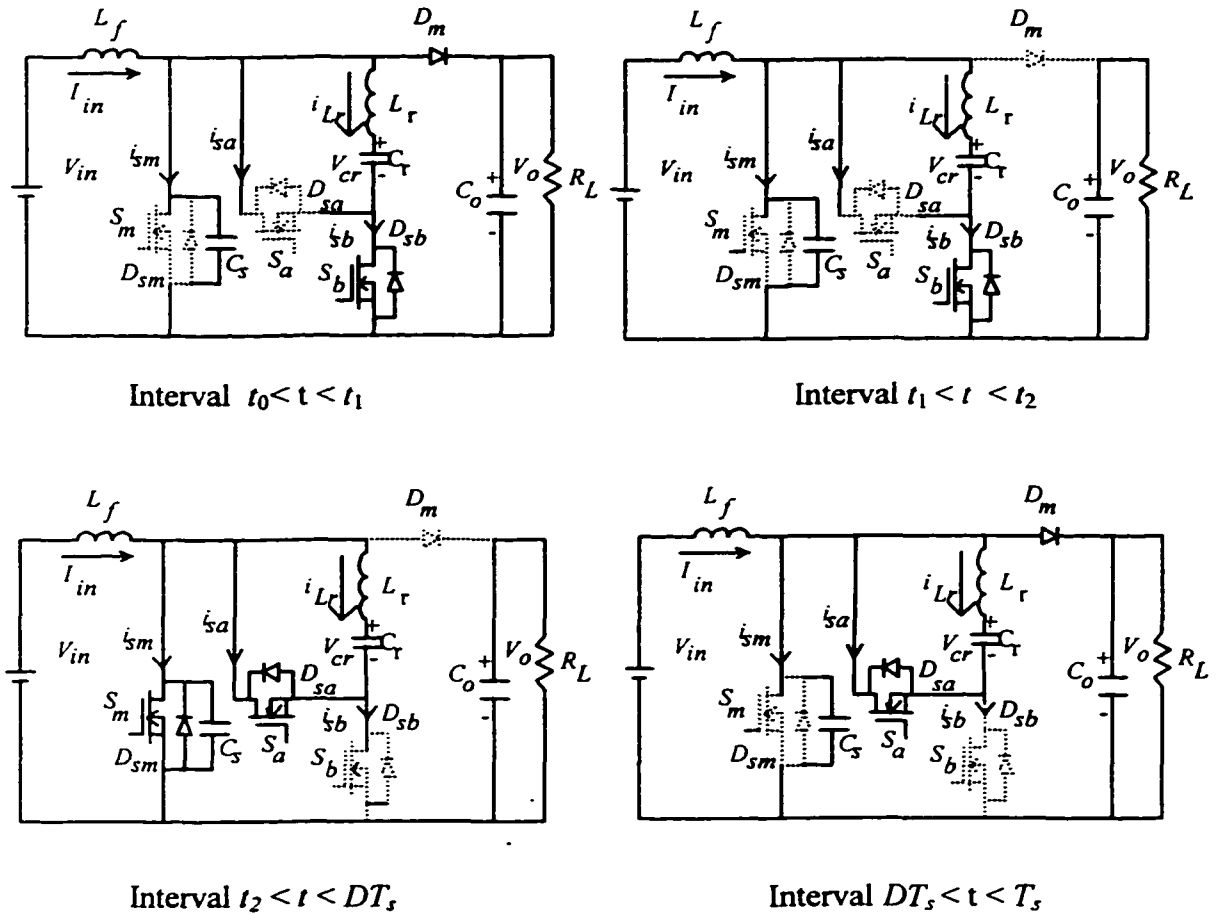 L_f
D_m
I_in
i_Lr
L_r
i_sa
i_sm
V_cr
C_r
V_in
D_sa
S_m
D_sm
C_s
S_a
i_sb
D_sb
S_b
C_o
V_o
R_L
Interval t_0 < t < t_1
L_f
D_m
I_in
i_Lr
L_r
i_sa
i_sm
V_cr
C_r
V_in
D_sa
S_m
D_sm
C_s
S_a
i_sb
D_sb
S_b
C_o
V_o
R_L
Interval t_1 < t < t_2
L_f
D_m
I_in
i_Lr
L_r
i_sa
i_sm
V_cr
C_r
V_in
D_sa
S_m
D_sm
C_s
S_a
i_sb
D_sb
S_b
C_o
V_o
R_L
Interval t_2 < t < DT_s
L_f
D_m
I_in
i_Lr
L_r
i_sa
i_sm
V_cr
C_r
V_in
D_sa
S_m
D_sm
C_s
S_a
i_sb
D_sb
S_b
C_o
V_o
R_L
Interval DT_s < t < T_s